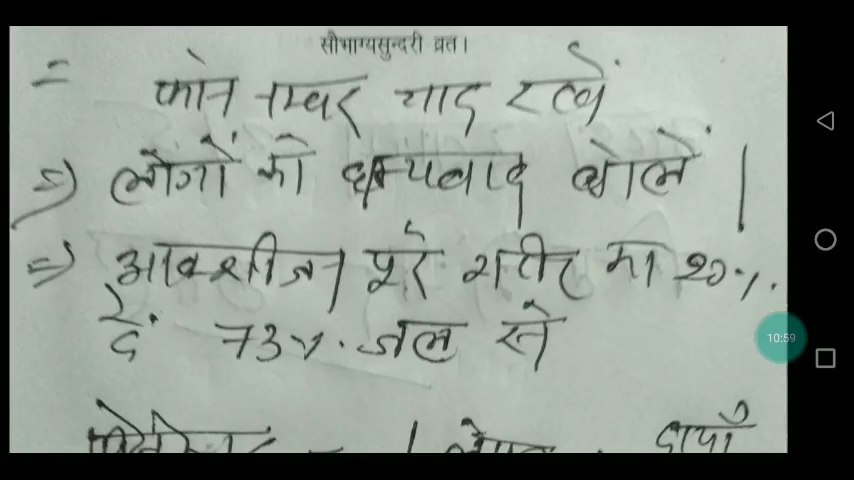 सौभाग्यसुन्दरी व्रत।
= फोन नम्बर याद रखें
=) लोगों को धन्यवाद बोलें |
=) आक्शीजन पूरे शरीर का 20%.
दें 73%. जल से
दायाँ
10:59